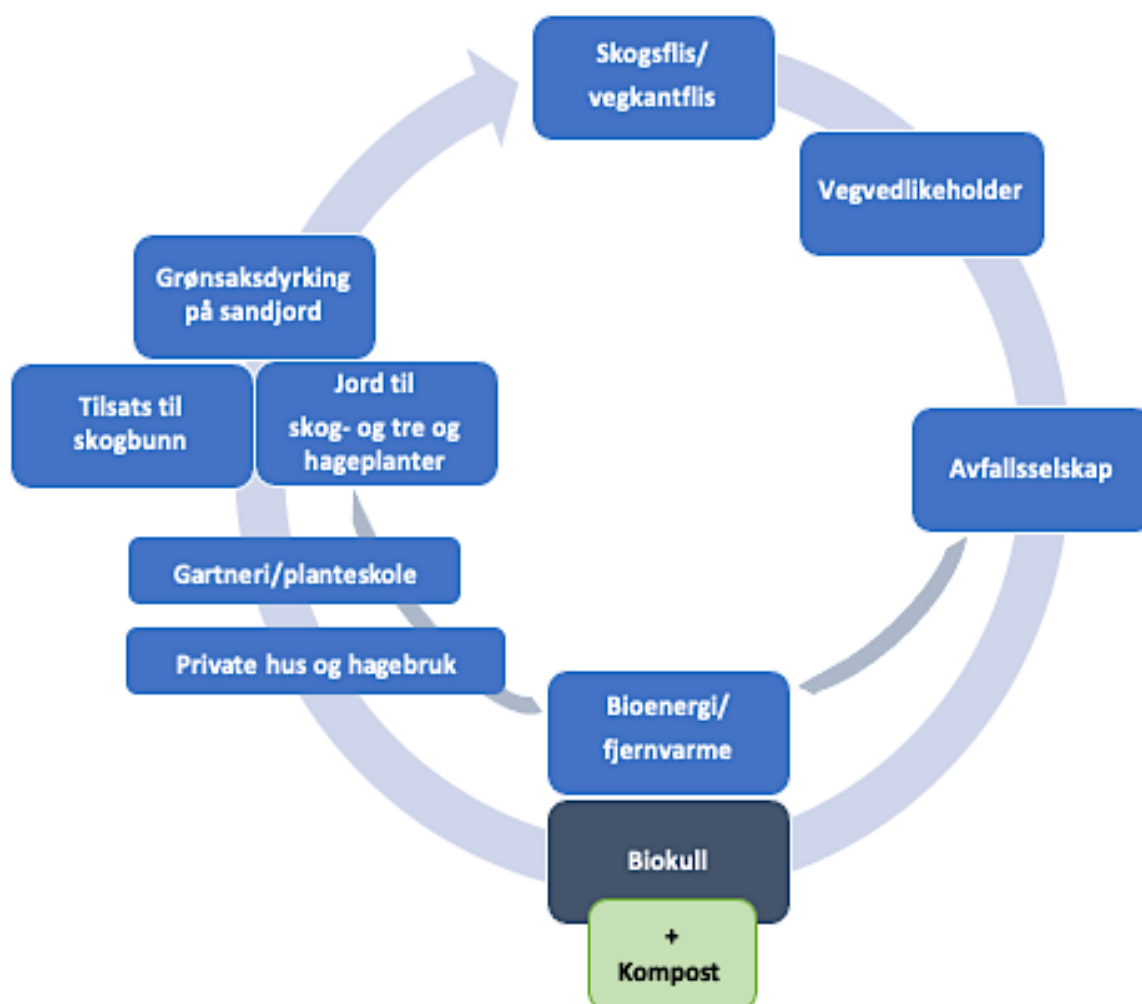 Skogsflis/
vegkantflis
Vegvedlikeholder
Avfallsselskap
Bioenergi/
fjernvarme
Biokull
+
Kompost
Private hus og hagebruk
Gartneri/planteskole
Tilsats til
skogbunn
Jord til
skog- og tre og
hageplanter
Grønsaksdyrking
på sandjord